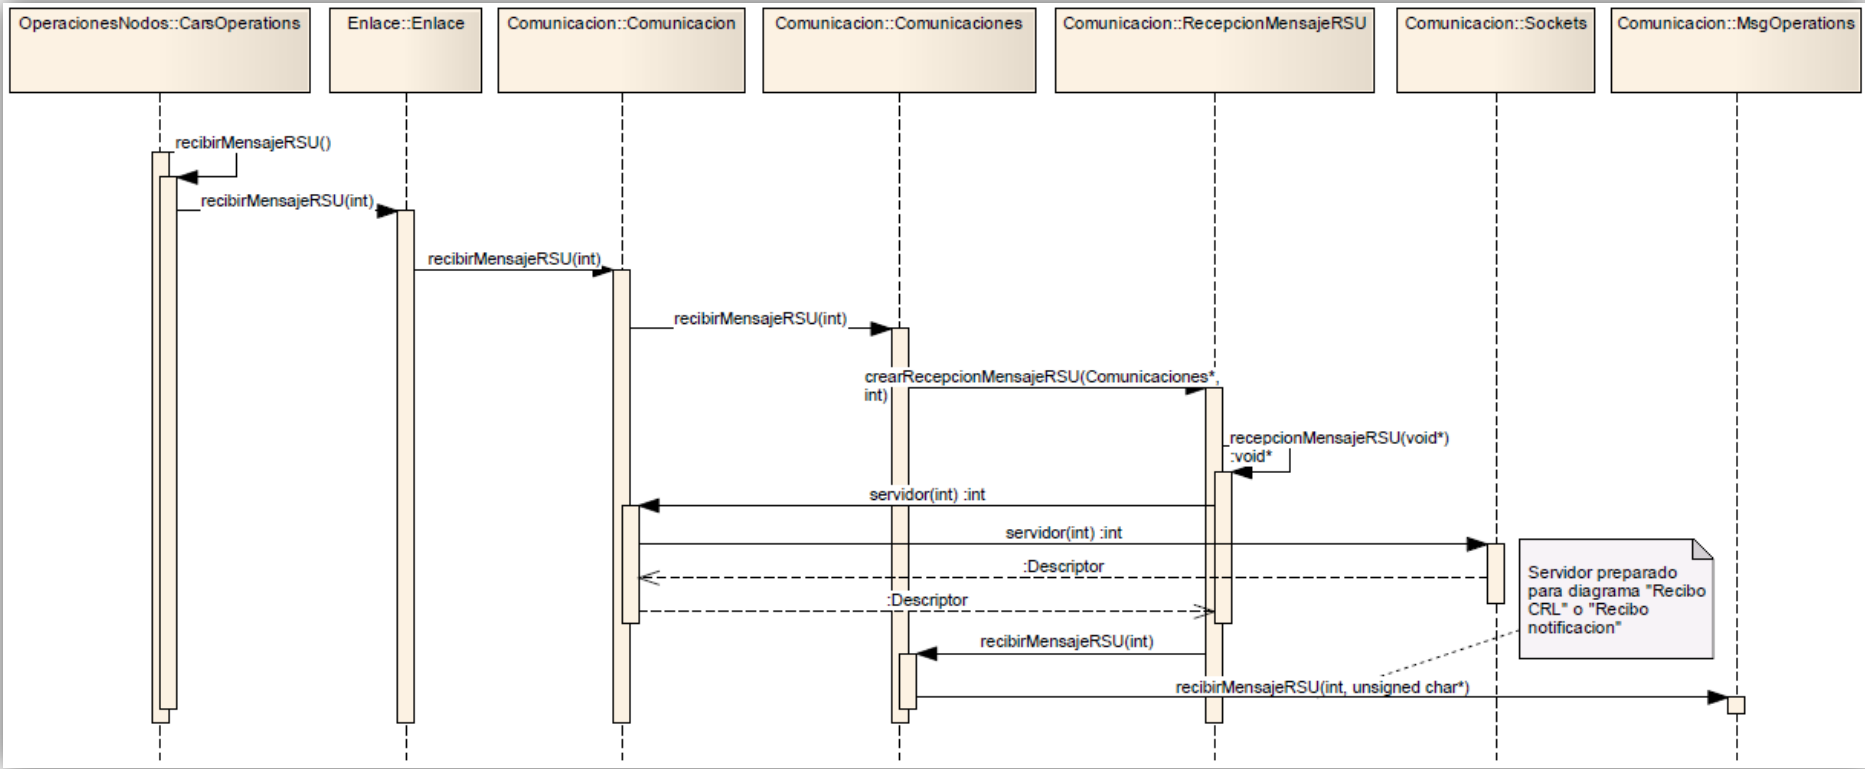 OperacionesNodos::CarsOperations
Enlace::Enlace
Comunicacion::Comunicacion
Comunicacion::Comunicaciones
Comunicacion::RecepcionMensajeRSU
Comunicacion::Sockets
Comunicacion::MsgOperations
recibirMensajeRSU()
recibirMensajeRSU(int)
recibirMensajeRSU(int)
recibirMensajeRSU(int)
crearRecepcionMensajeRSU(Comunicaciones*,
int)
recepcionMensajeRSU(void*)
:void*
servidor(int) :int
servidor(int) :int
:Descriptor
:Descriptor
Servidor preparado
para diagrama "Recibo
CRL" o "Recibo
notificacion"
recibirMensajeRSU(int)
recibirMensajeRSU(int, unsigned char*)